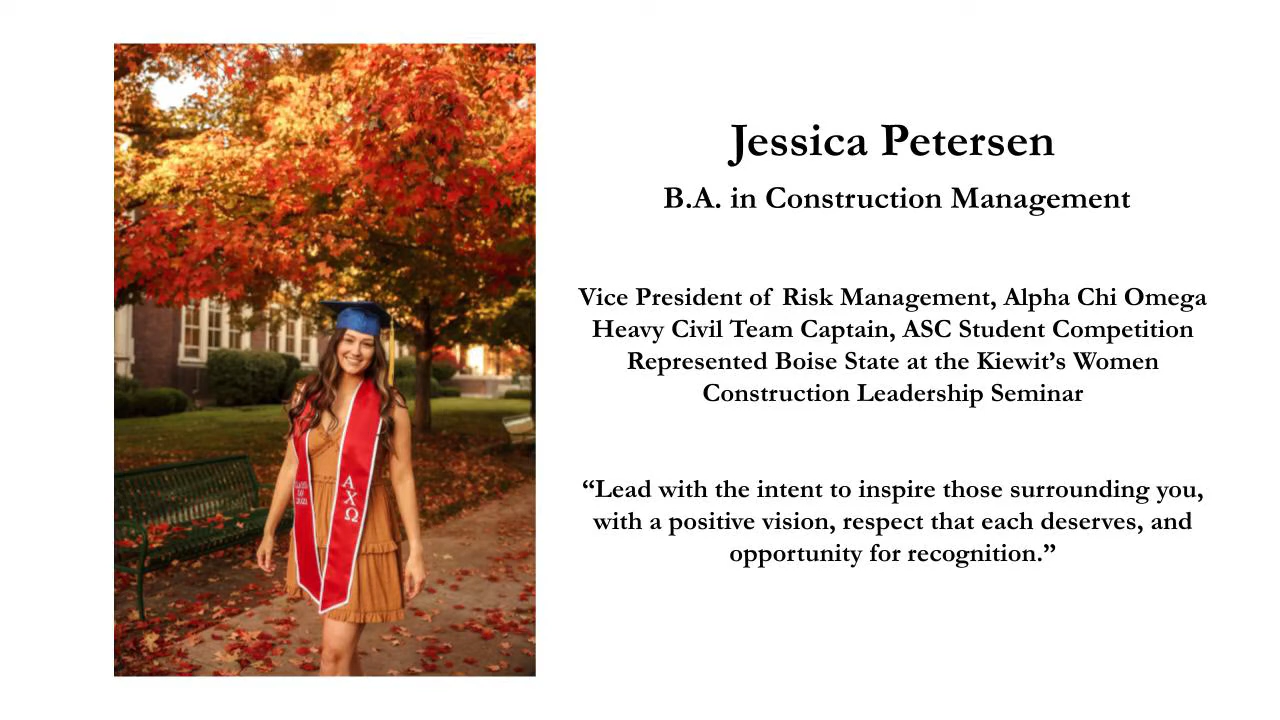 Jessica Petersen
B.A. in Construction Management
Vice President of Risk Management, Alpha Chi Omega
Heavy Civil Team Captain, ASC Student Competition
Represented Boise State at the Kiewit’s Women
Construction Leadership Seminar
“Lead with the intent to inspire those surrounding you,
with a positive vision, respect that each deserves, and
opportunity for recognition.”
Α
Χ
Ω